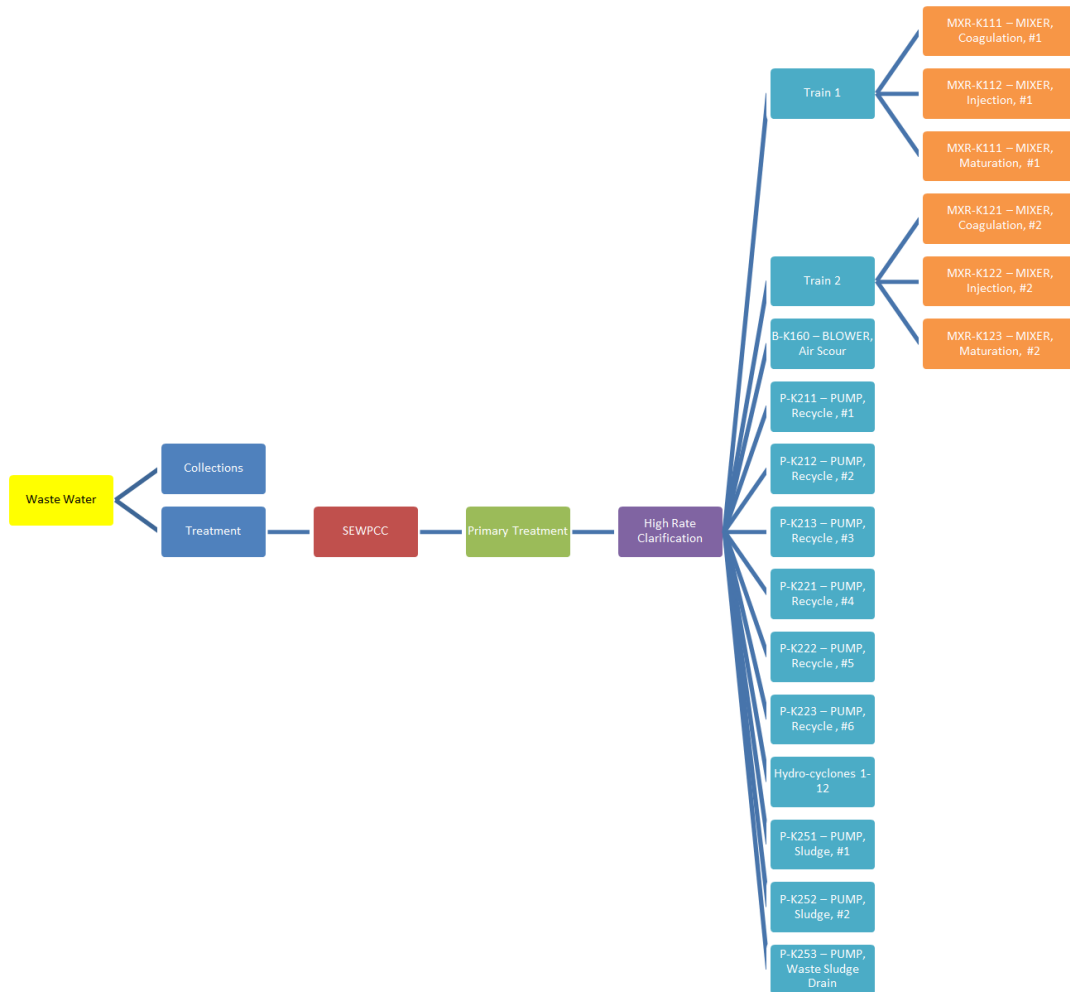 MXR-K111 – MIXER,
Coagulation, #1
Train 1
MXR-K112 – MIXER,
Injection, #1
MXR-K111 – MIXER,
Maturation,  #1
MXR-K121 – MIXER,
Coagulation, #2
Train 2
MXR-K122 – MIXER,
Injection, #2
B-K160 – BLOWER,
Air Scour
MXR-K123 – MIXER,
Maturation,  #2
P-K211 – PUMP,
Recycle , #1
Collections
P-K212 – PUMP,
Recycle , #2
Waste Water
Treatment
SEWPCC
Primary Treatment
High Rate
Clarification
P-K213 – PUMP,
Recycle , #3
P-K221 – PUMP,
Recycle , #4
P-K222 – PUMP,
Recycle , #5
P-K223 – PUMP,
Recycle , #6
Hydro-cyclones 1-
12
P-K251 – PUMP,
Sludge, #1
P-K252 – PUMP,
Sludge, #2
P-K253 – PUMP,
Waste Sludge
Drain